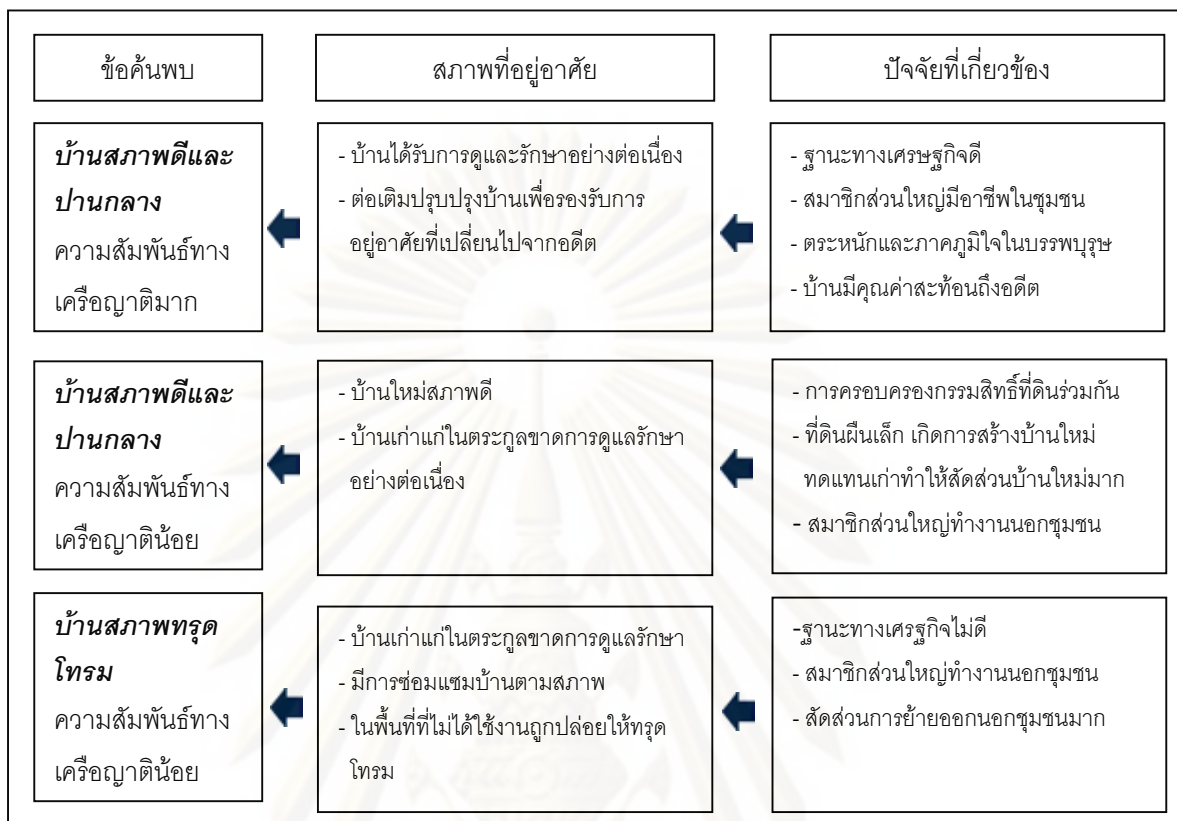 ข้อค้นพบ
สภาพที่อยู่อาศัย
ปัจจัยที่เกี่ยวข้อง
บ้านสภาพดีและ
ปานกลาง
ความสัมพันธ์ทาง
เครือญาติมาก
- บ้านได้รับการดูและรักษาอย่างต่อเนื่อง
- ต่อเติมปรุบปรุงบ้านเพื่อรองรับการ
อยู่อาศัยที่เปลี่ยนไปจากอดีต
- ฐานะทางเศรษฐกิจดี
- สมาชิกส่วนใหญ่มีอาชีพในชุมชน
- ตระหนักและภาคภูมิใจในบรรพบุรุษ
- บ้านมีคุณค่าสะท้อนถึงอดีต
บ้านสภาพดีและ
ปานกลาง
ความสัมพันธ์ทาง
เครือญาติน้อย
- บ้านใหม่สภาพดี
- บ้านเก่าแก่ในตระกูลขาดการดูแลรักษา
อย่างต่อเนื่อง
- การครอบครองกรรมสิทธิ์ที่ดินร่วมกัน
- ที่ดินผืนเล็ก เกิดการสร้างบ้านใหม่
ทดแทนเก่าทำให้สัดส่วนบ้านใหม่มาก
- สมาชิกส่วนใหญ่ทำงานนอกชุมชน
บ้านสภาพทรุด
โทรม
ความสัมพันธ์ทาง
เครือญาติน้อย
- บ้านเก่าแก่ในตระกูลขาดการดูแลรักษา
- มีการซ่อมแซมบ้านตามสภาพ
- ในพื้นที่ที่ไม่ได้ใช้งานถูกปล่อยให้ทรุด
โทรม
-ฐานะทางเศรฐกิจไม่ดี
- สมาชิกส่วนใหญ่ทำงานนอกชุมชน
- สัดส่วนการย้ายออกนอกชุมชนมาก